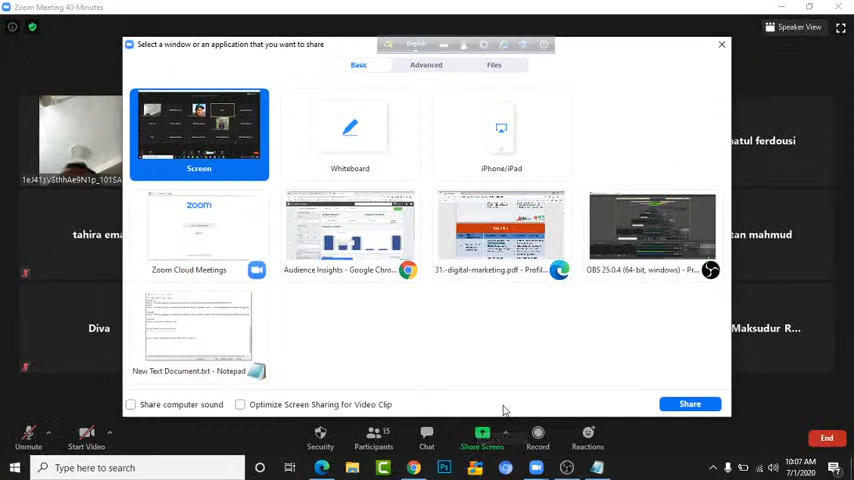 Zoom Meeting 40-Minutes
Speaker View
Select a window or an application that you want to share
English
Basic
Advanced
Files
Screen
Whiteboard
iPhone/iPad
zoom
Zoom Cloud Meetings
Audience Insights - Google Chro...
31.-digital-marketing.pdf - Profil...
OBS 25.0.4 (64-bit, windows) - Pr...
New Text Document.txt - Notepad
natul ferdousi
tahira ema
tan mahmud
Diva
Maksudur R...
Share computer sound
Optimize Screen Sharing for Video Clip
Share
Unmute
Start Video
Security
Participants
15
Chat
Share Screen
Record
Reactions
End
Type here to search
Ps
10:07 AM
7/1/2020